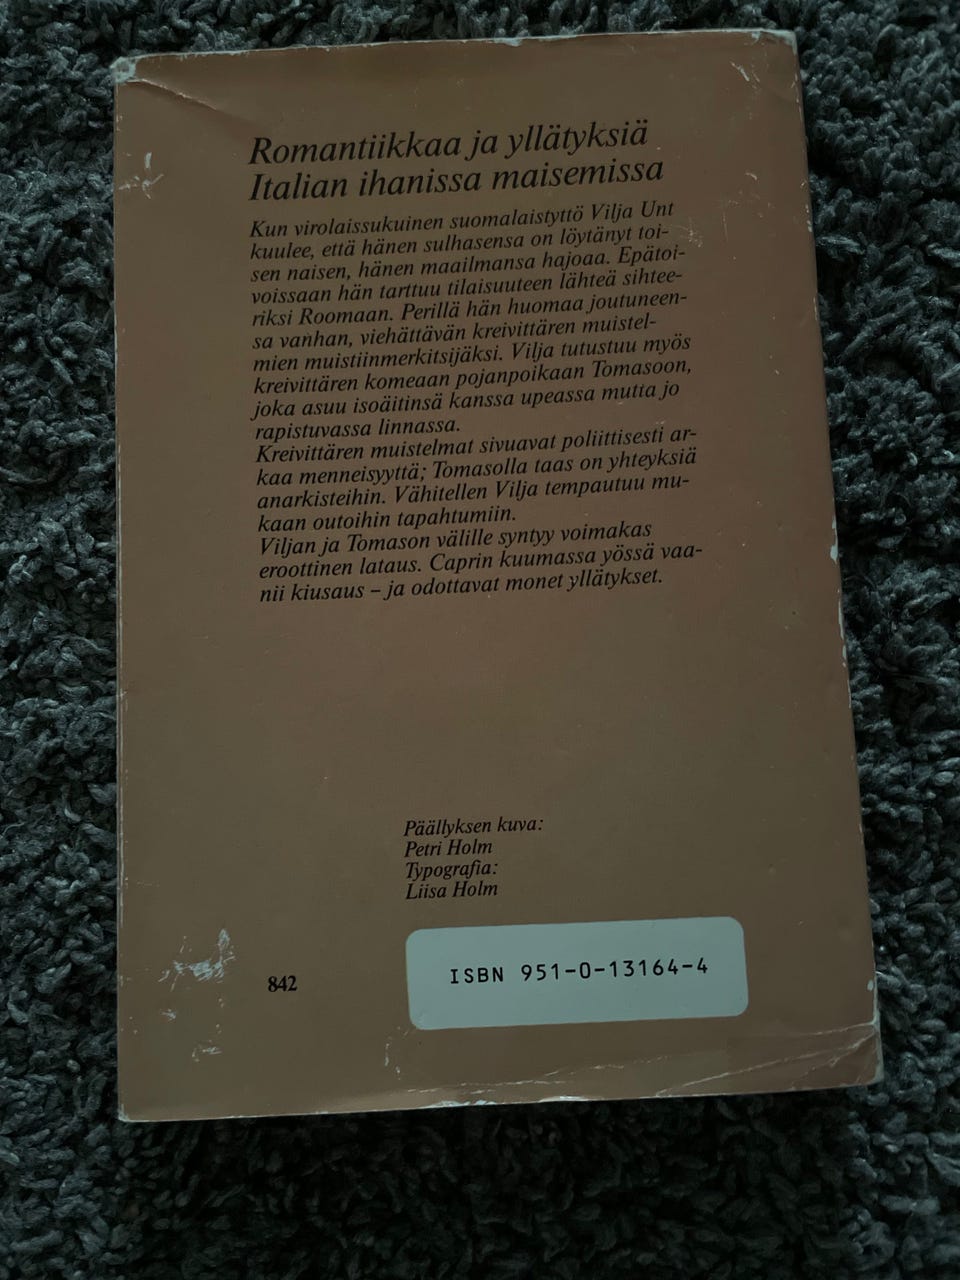 Romantiikkaa ja yllätyksiä
Italian ihanissa maisemissa
Kun virolaissukuinen suomalaistyttö Vilja Unt
kuulee, että hänen sulhasensa on löytänyt toi-
sen naisen, hänen maailmansa hajoaa. Epätoi-
voissaan hän tarttuu tilaisuuteen lähteä sihtee-
riksi Roomaan. Perillä hän huomaa joutuneen-
sa vanhan, viehättävän kreivittären muistel-
mien muistiinmerkitsijäksi. Vilja tutustuu myös
kreivittären komeaan pojanpoikaan Tomasoon,
joka asuu isoäitinsä kanssa upeassa mutta jo
rapistuvassa linnassa.
Kreivittären muistelmat sivuavat poliittisesti ar-
kaa menneisyyttä; Tomasolla taas on yhteyksiä
anarkisteihin. Vähitellen Vilja tempautuu mu-
kaan outoihin tapahtumiin.
Viljan ja Tomason välille syntyy voimakas
eroottinen lataus. Caprin kuumassa yössä vaa-
nii kiusaus – ja odottavat monet yllätykset.
Päällyksen kuva:
Petri Holm
Typografia:
Liisa Holm
842
ISBN 951-0-13164-4